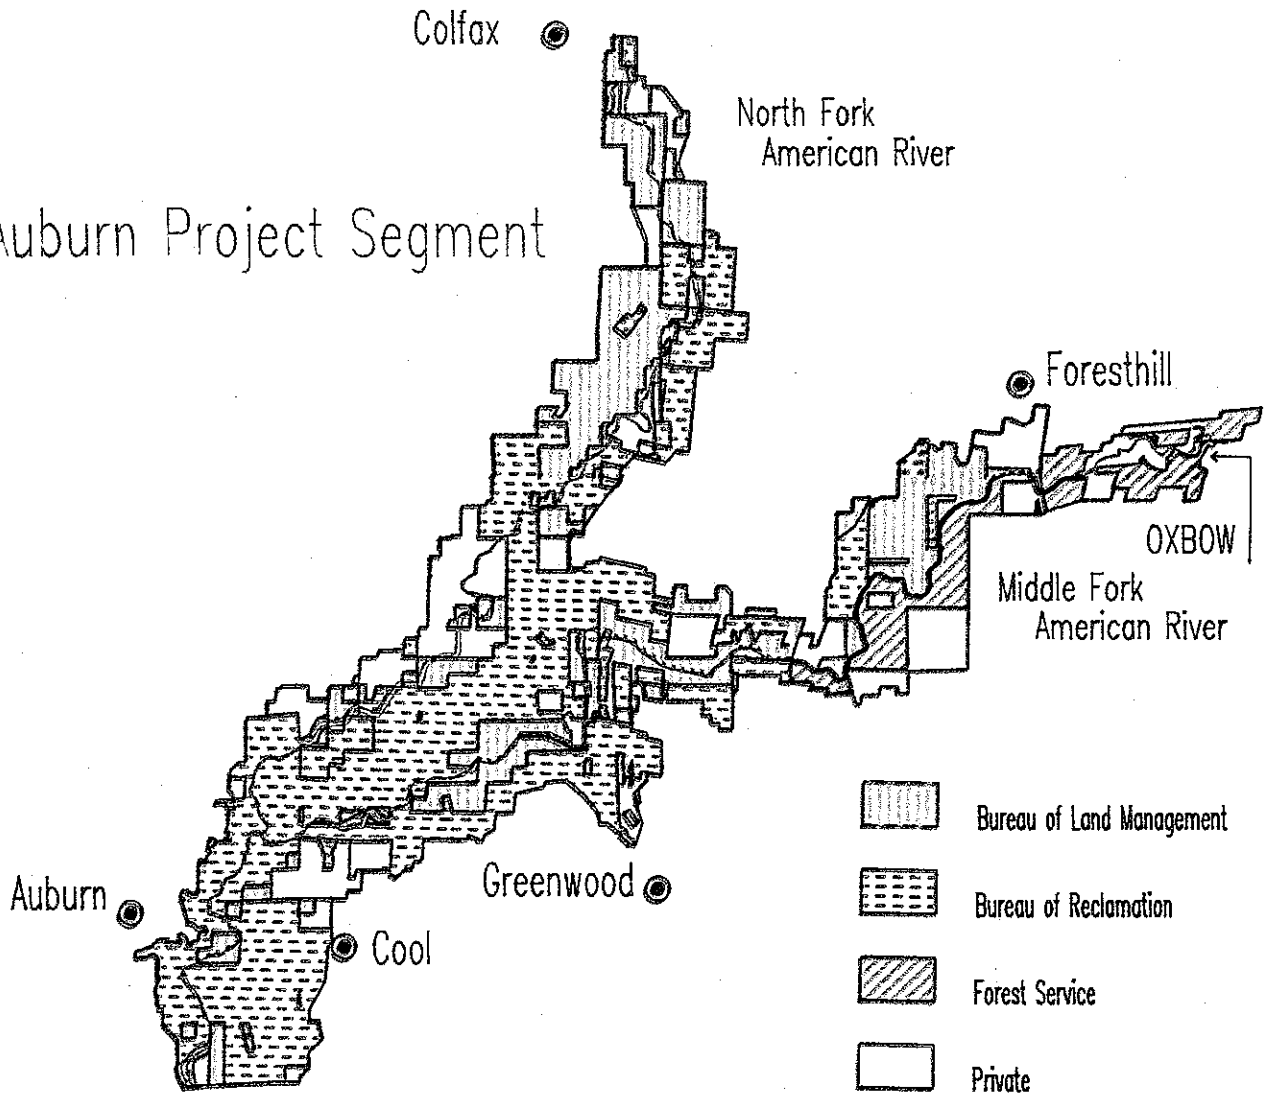 Colfax
North Fork
American River
Auburn Project Segment
Foresthill
OXBOW
Middle Fork
American River
Bureau of Land Management
Greenwood
Auburn
Bureau of Reclamation
Cool
Forest Service
Private